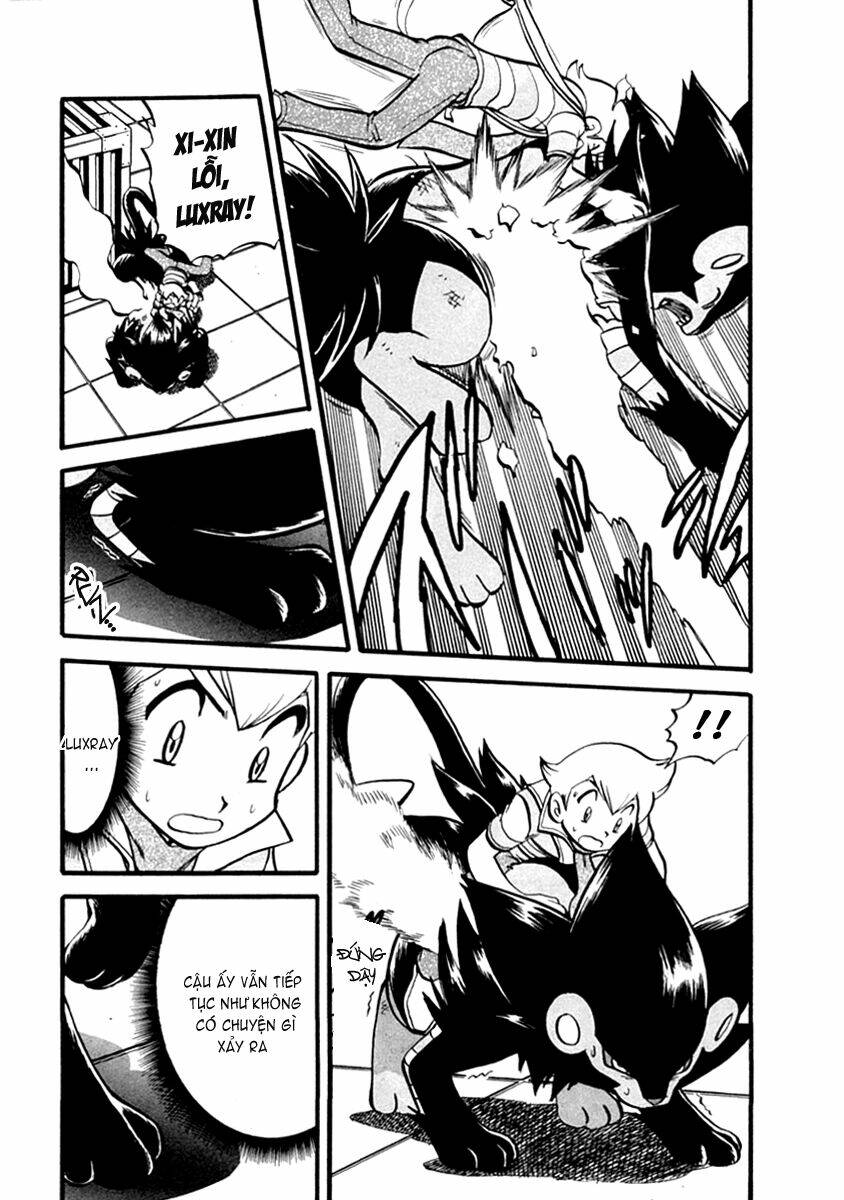 XI-XIN
LỖI,
LUXRAY!
RÙN...
!!
ĐỨNG
DẬY
LUXRAY
...
CẬU ẤY VẪN TIẾP
TỤC NHƯ KHÔNG
CÓ CHUYỆN GÌ
XẢY RA